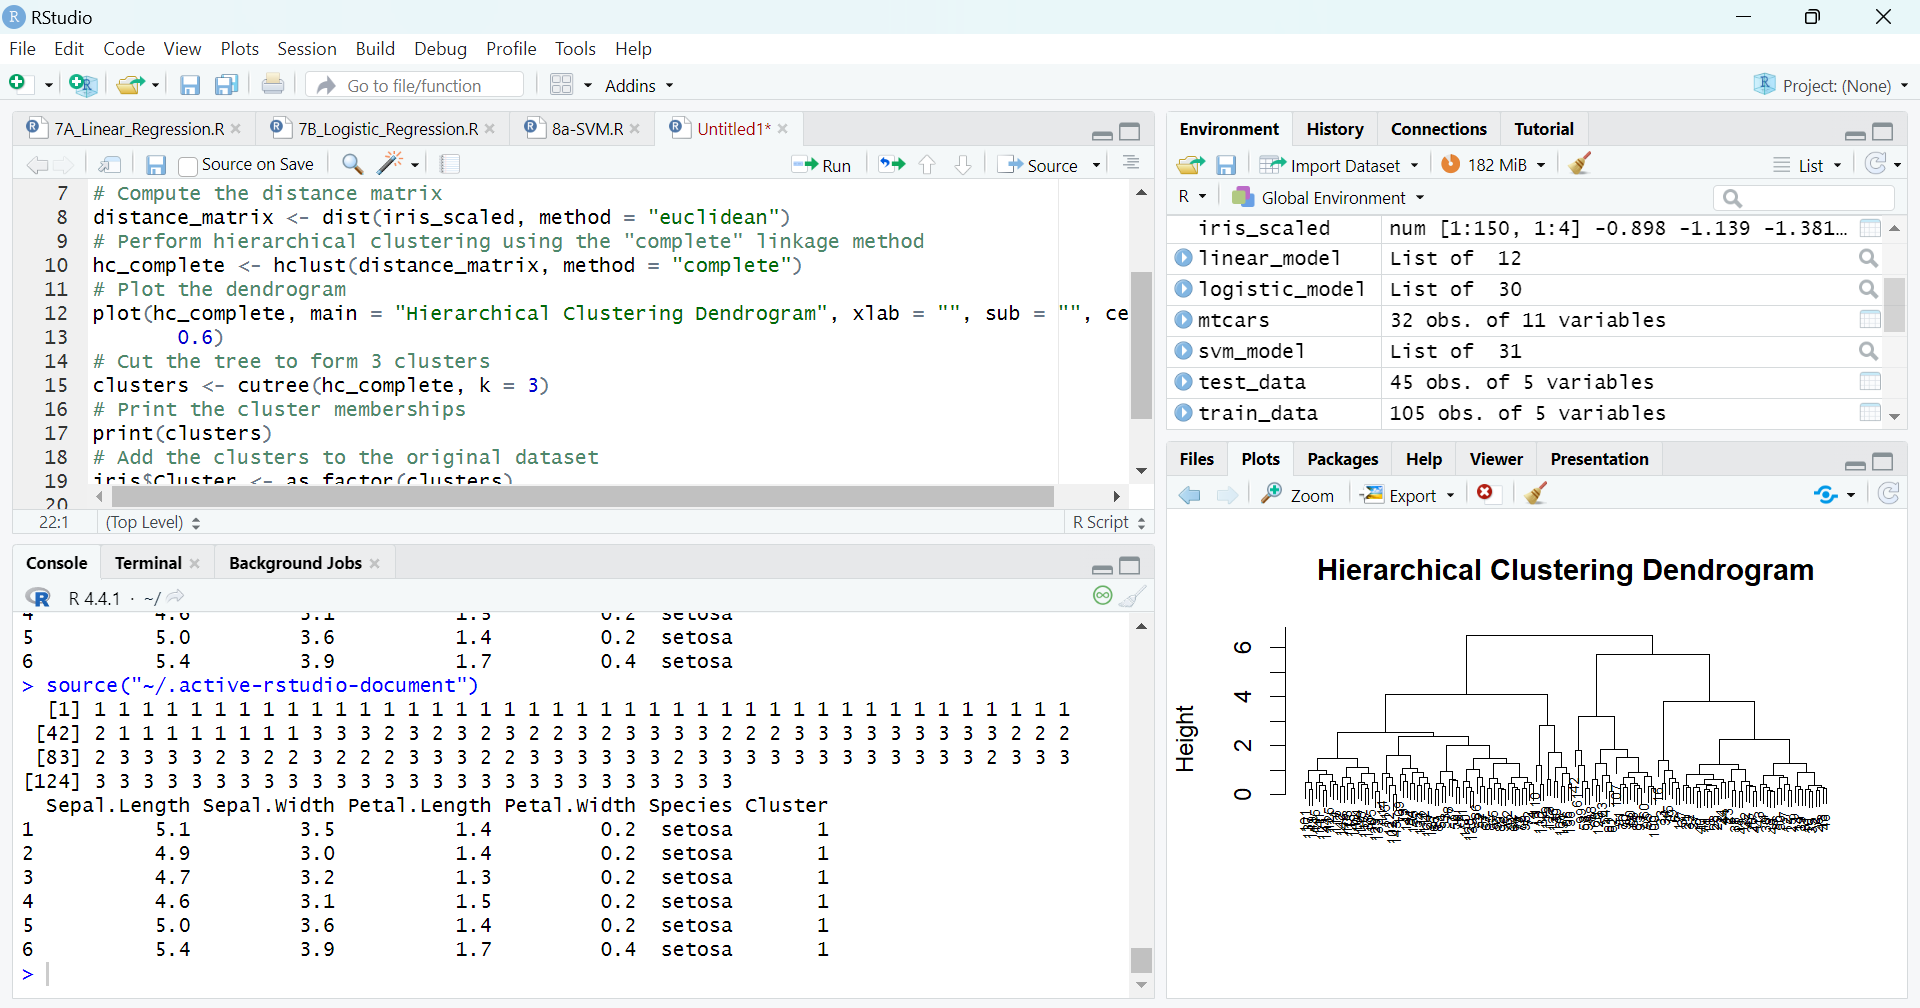 RStudio
File Edit Code View Plots Session Build Debug Profile Tools Help
Go to file/function Addins Project: (None)
7A_Linear_Regression.R 7B_Logistic_Regression.R 8a-SVM.R Untitled1*
Source on Save Run Source
7 # Compute the distance matrix
8 distance_matrix <- dist(iris_scaled, method = "euclidean")
9 # Perform hierarchical clustering using the "complete" linkage method
10 hc_complete <- hclust(distance_matrix, method = "complete")
11 # Plot the dendrogram
12 plot(hc_complete, main = "Hierarchical Clustering Dendrogram", xlab = "", sub = "", ce
13 0.6)
14 # Cut the tree to form 3 clusters
15 clusters <- cutree(hc_complete, k = 3)
16 # Print the cluster memberships
17 print(clusters)
18 # Add the clusters to the original dataset
19 iris$Cluster <- as.factor(clusters)
20
22:1 (Top Level) R Script
Console Terminal Background Jobs
R 4.4.1 · ~/
4 4.6 3.1 1.5 0.2 setosa
5 5.0 3.6 1.4 0.2 setosa
6 5.4 3.9 1.7 0.4 setosa
> source("~/.active-rstudio-document")
[1] 1 1 1 1 1 1 1 1 1 1 1 1 1 1 1 1 1 1 1 1 1 1 1 1 1 1 1 1 1 1 1 1 1 1 1 1 1 1 1 1 1
[42] 2 1 1 1 1 1 1 1 1 3 3 3 2 3 2 3 2 3 2 2 3 2 3 3 3 3 2 2 2 3 3 3 3 3 3 3 3 3 2 2 2
[83] 2 3 3 3 3 2 3 2 2 3 2 2 2 3 3 3 2 2 3 3 3 3 3 3 2 3 3 3 3 3 3 3 3 3 3 3 3 2 3 3 3
[124] 3 3 3 3 3 3 3 3 3 3 3 3 3 3 3 3 3 3 3 3 3 3 3 3 3 3 3
Sepal.Length Sepal.Width Petal.Length Petal.Width Species Cluster
1 5.1 3.5 1.4 0.2 setosa 1
2 4.9 3.0 1.4 0.2 setosa 1
3 4.7 3.2 1.3 0.2 setosa 1
4 4.6 3.1 1.5 0.2 setosa 1
5 5.0 3.6 1.4 0.2 setosa 1
6 5.4 3.9 1.7 0.4 setosa 1
>
Environment History Connections Tutorial
Import Dataset 182 MiB List
R Global Environment
iris_scaled num [1:150, 1:4] -0.898 -1.139 -1.381...
linear_model List of 12
logistic_model List of 30
mtcars 32 obs. of 11 variables
svm_model List of 31
test_data 45 obs. of 5 variables
train_data 105 obs. of 5 variables
Files Plots Packages Help Viewer Presentation
Zoom Export
Hierarchical Clustering Dendrogram
Height
6
4
2
0